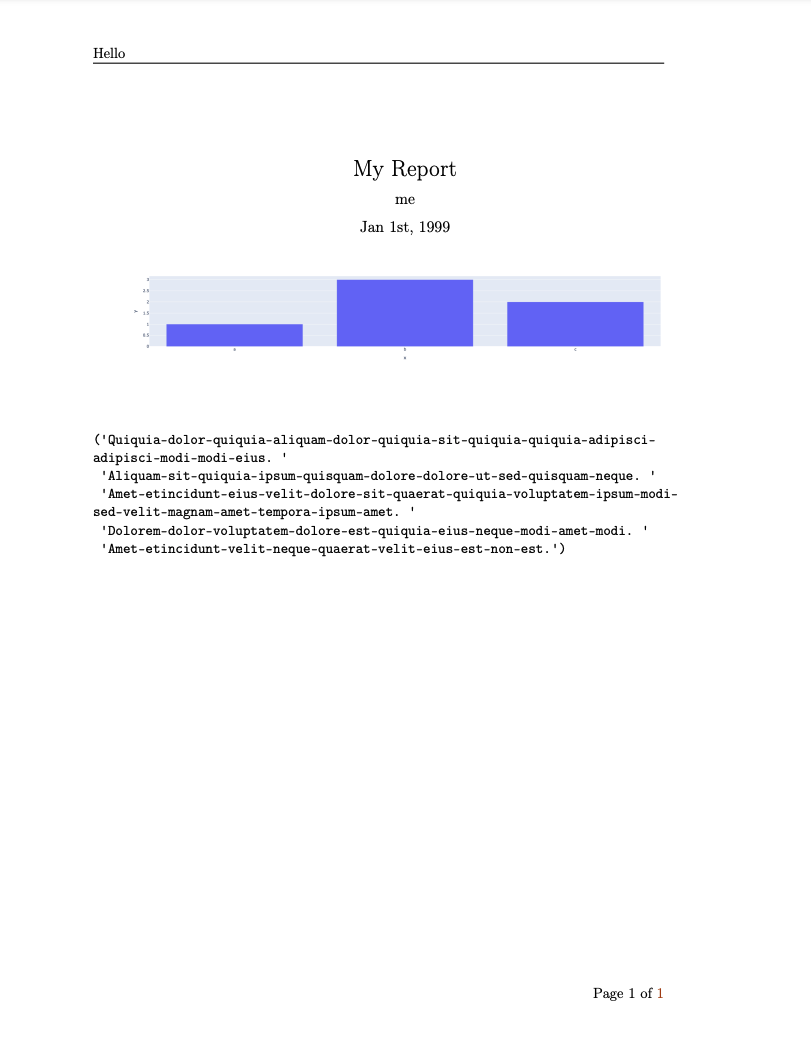 Hello
My Report
me
Jan 1st, 1999
3
2.5
2
1.5
1
0.5
0
Y
a
b
c
X
('Quiquia-dolor-quiquia-aliquam-dolor-quiquia-sit-quiquia-quiquia-adipisci-
adipisci-modi-modi-eius. '
'Aliquam-sit-quiquia-ipsum-quisquam-dolore-dolore-ut-sed-quisquam-neque. '
'Amet-etincidunt-eius-velit-dolore-sit-quaerat-quiquia-voluptatem-ipsum-modi-
sed-velit-magnam-amet-tempora-ipsum-amet. '
'Dolorem-dolor-voluptatem-dolore-est-quiquia-eius-neque-modi-amet-modi. '
'Amet-etincidunt-velit-neque-quaerat-velit-eius-est-non-est.')
Page 1 of 1